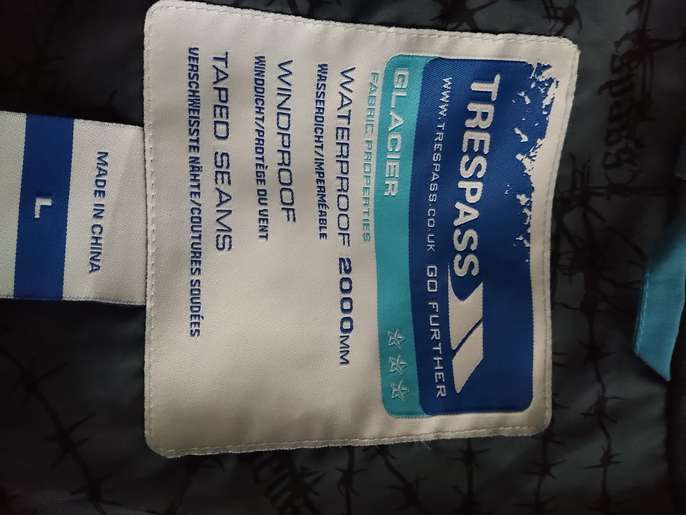 TRESPASS
WWW.TRESPASS.CO.UK GO FURTHER
GLACIER
FABRIC PROPERTIES
WATERPROOF 2000MM
WASSERDICHT/IMPERMÉABLE
WINDPROOF
WINDDICHT/PROTÈGE DU VENT
TAPED SEAMS
VERSCHWEISSTE NÄHTE/COUTURES SOUDÉES
MADE IN CHINA
L